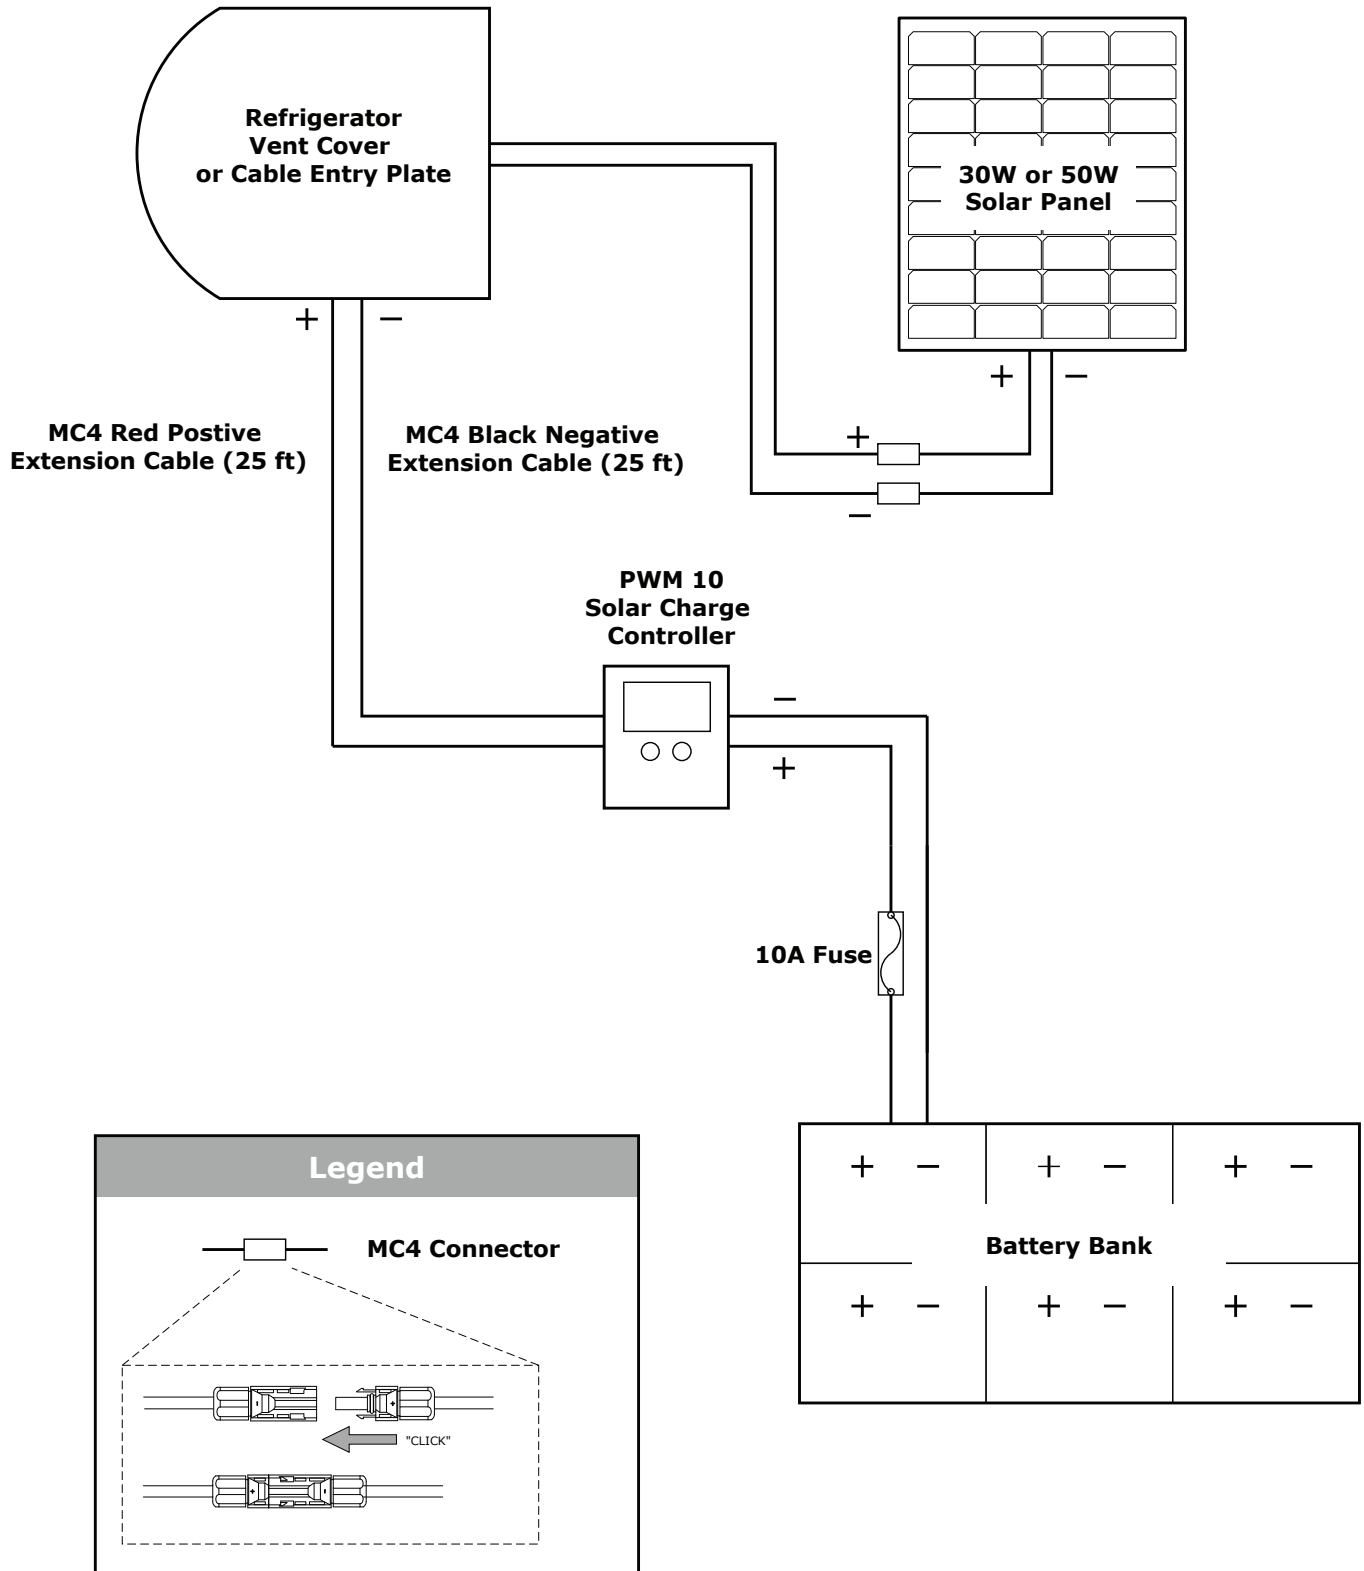 Refrigerator
Vent Cover
or Cable Entry Plate
30W or 50W
Solar Panel
+ −
+ −
MC4 Red Postive
Extension Cable (25 ft)
MC4 Black Negative
Extension Cable (25 ft)
+
−
PWM 10
Solar Charge
Controller
−
+
10A Fuse
+ − + − + −
Battery Bank
+ − + − + −
Legend
MC4 Connector
- +
"CLICK"
+ -